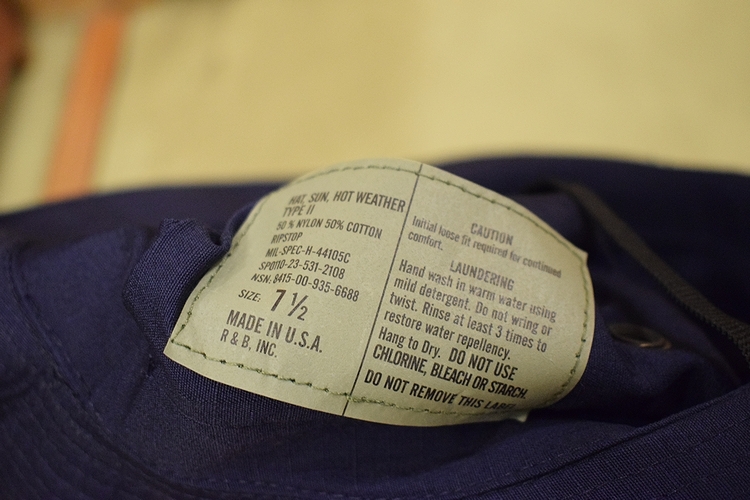 HAT, SUN, HOT WEATHER
TYPE II
50 % NYLON 50% COTTON
RIPSTOP
MIL-SPEC-H-44105C
SPO110-23-531-2108
NSN, 8415-00-935-6688
SIZE: 7 ½
MADE IN U.S.A.
R & B, INC.
CAUTION
Initial loose fit required for continued
comfort.
LAUNDERING
Hand wash in warm water using
mild detergent. Do not wring or
twist. Rinse at least 3 times to
restore water repellency.
Hang to Dry. DO NOT USE
CHLORINE, BLEACH OR STARCH.
DO NOT REMOVE THIS LABEL